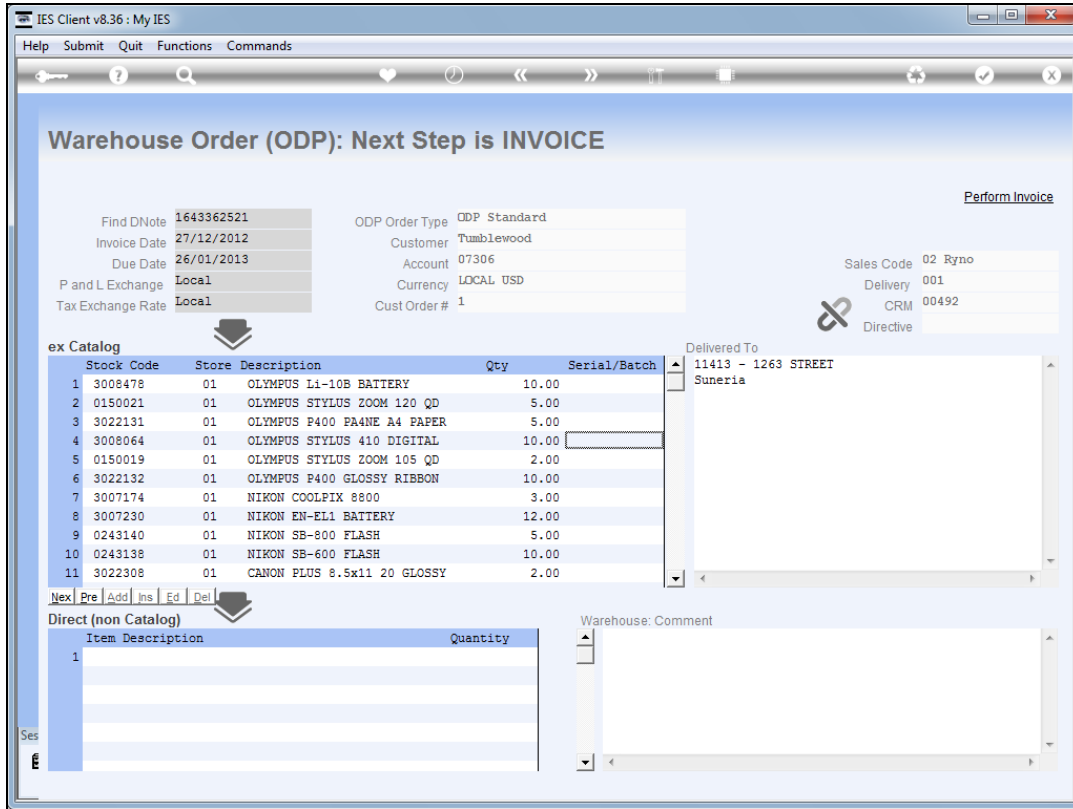 IES Client v8.36 : My IES
Help Submit Quit Functions Commands
Warehouse Order (ODP): Next Step is INVOICE
Perform Invoice
Find DNote 1643362521 ODP Order Type ODP Standard
Invoice Date 27/12/2012 Customer Tumblewood
Due Date 26/01/2013 Account 07306 Sales Code 02 Ryno
P and L Exchange Local Currency LOCAL USD Delivery 001
Tax Exchange Rate Local Cust Order # 1 CRM 00492
Directive
ex Catalog Delivered To
Stock Code Store Description Qty Serial/Batch 11413 - 1263 STREET
1 3008478 01 OLYMPUS Li-10B BATTERY 10.00 Suneria
2 0150021 01 OLYMPUS STYLUS ZOOM 120 QD 5.00
3 3022131 01 OLYMPUS P400 PA4NE A4 PAPER 5.00
4 3008064 01 OLYMPUS STYLUS 410 DIGITAL 10.00
5 0150019 01 OLYMPUS STYLUS ZOOM 105 QD 2.00
6 3022132 01 OLYMPUS P400 GLOSSY RIBBON 10.00
7 3007174 01 NIKON COOLPIX 8800 3.00
8 3007230 01 NIKON EN-EL1 BATTERY 12.00
9 0243140 01 NIKON SB-800 FLASH 5.00
10 0243138 01 NIKON SB-600 FLASH 10.00
11 3022308 01 CANON PLUS 8.5x11 20 GLOSSY 2.00
Nex Pre Add Ins Ed Del
Direct (non Catalog) Warehouse: Comment
Item Description Quantity
1
Ses